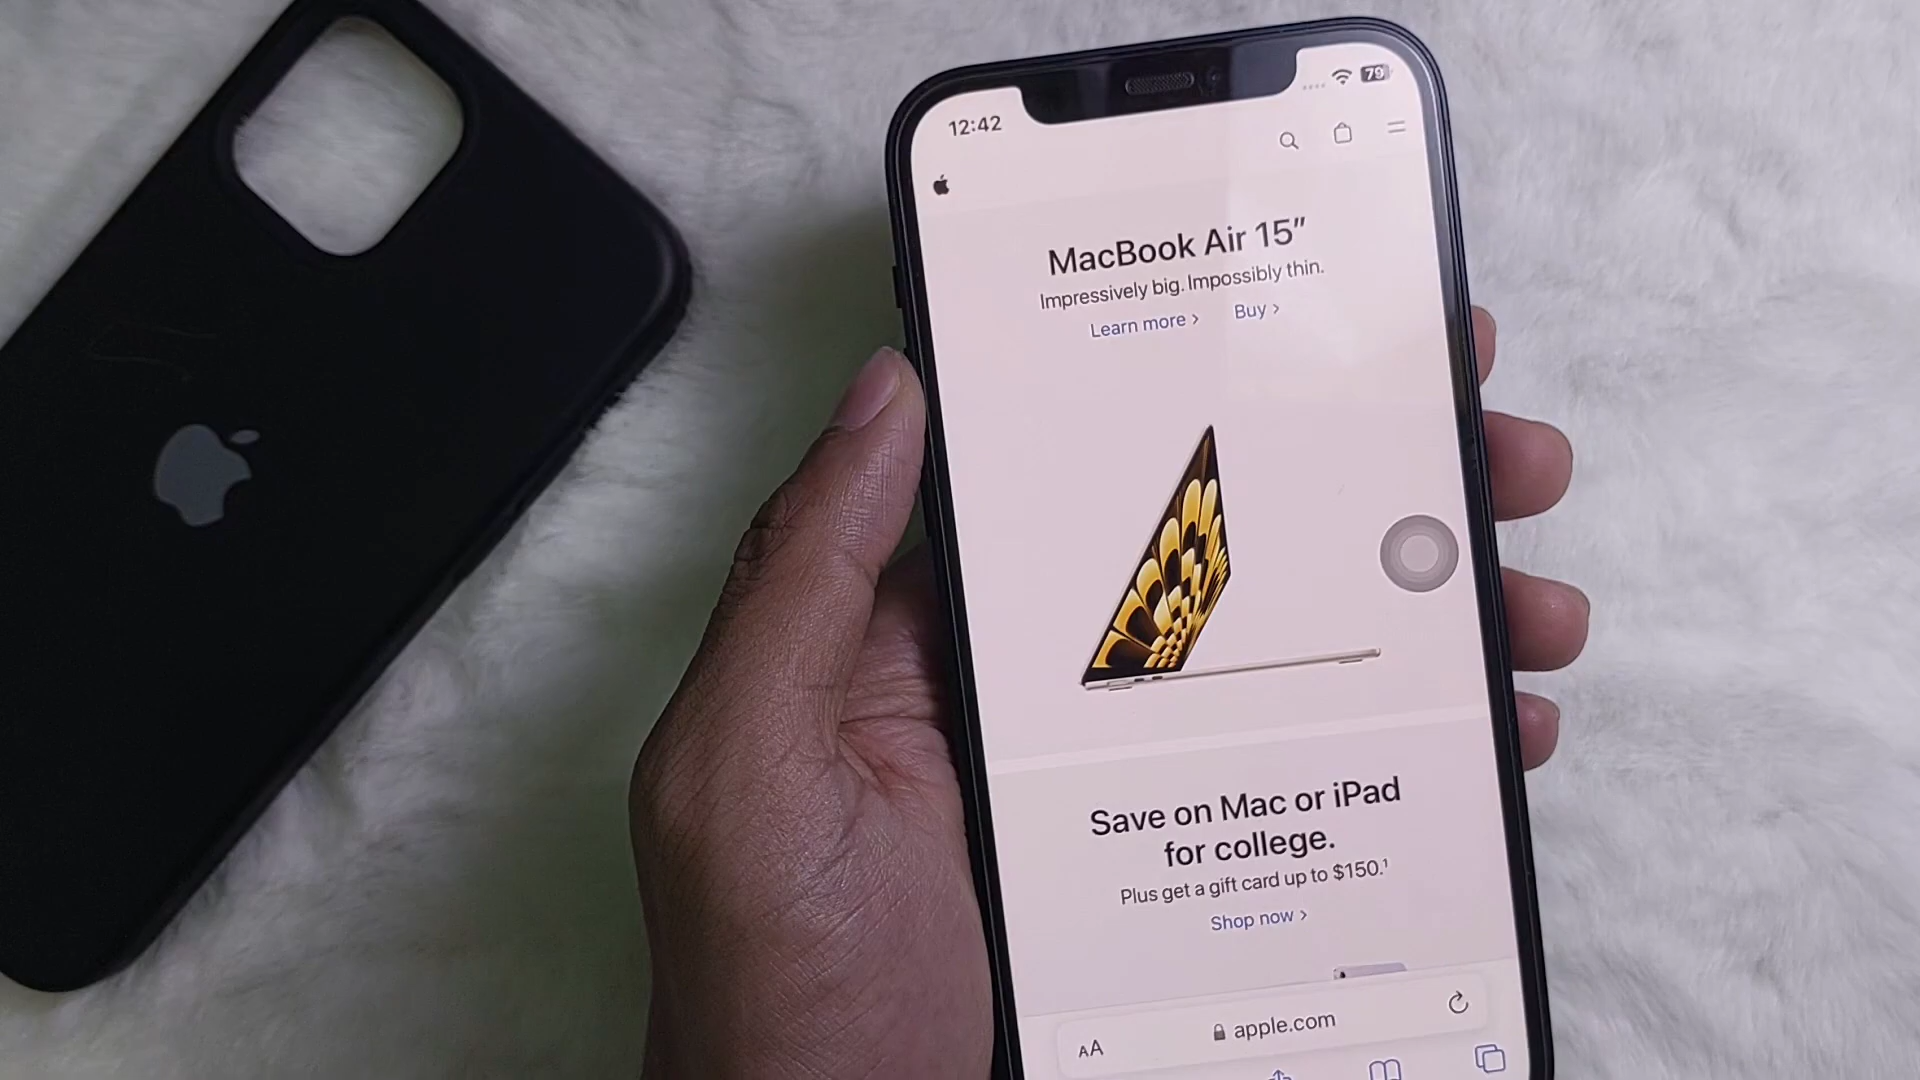 12:42
79
MacBook Air 15”
Impressively big. Impossibly thin.
Learn more > Buy >
Save on Mac or iPad
for college.
Plus get a gift card up to $150.¹
Shop now >
AA apple.com